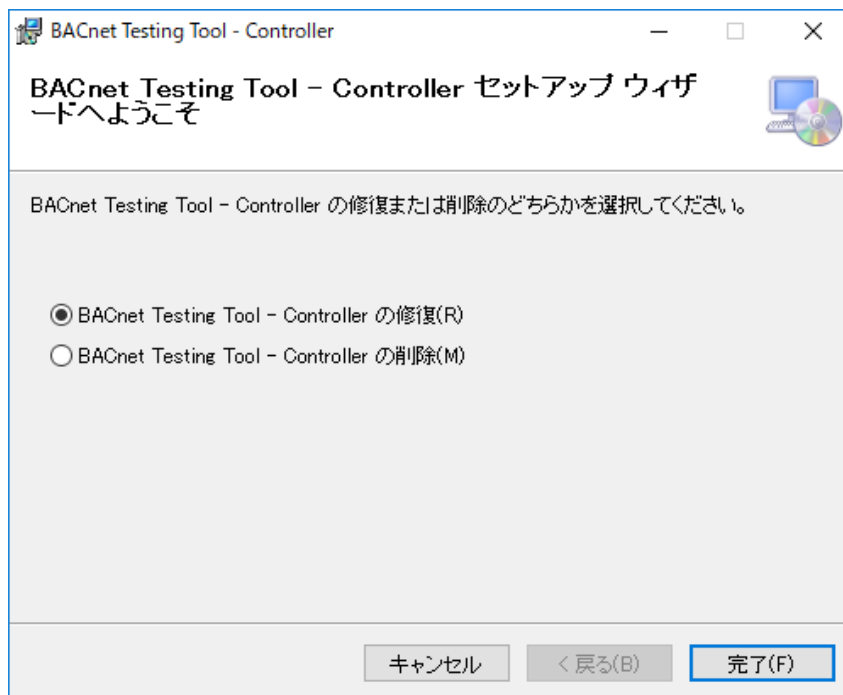 BACnet Testing Tool - Controller
BACnet Testing Tool - Controller セットアップ ウィザ
ードへようこそ
BACnet Testing Tool - Controller の修復または削除のどちらかを選択してください。
BACnet Testing Tool - Controller の修復(R)
BACnet Testing Tool - Controller の削除(M)
キャンセル
< 戻る(B)
完了(F)